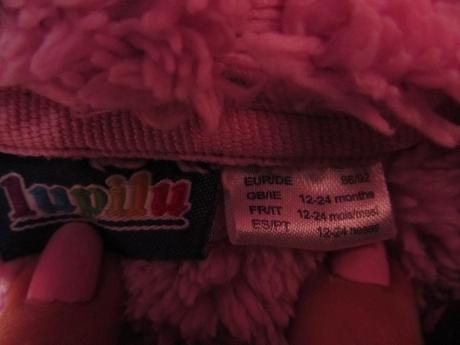 lupilu
EUR/DE 86/92
GB/IE 12-24 months
FR/IT 12-24 mois/mesi
ES/PT 12-24 meses